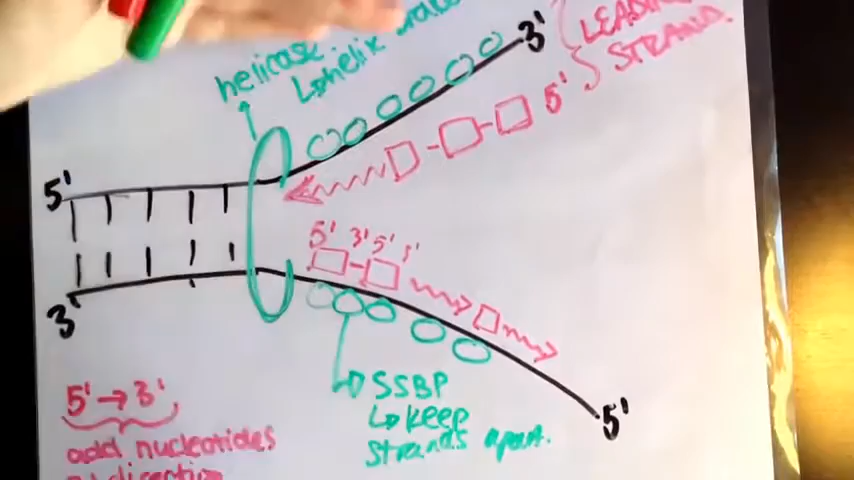 helicase
↳ helix
3'
LEADING
STRAND.
5'
5'
5' 3' 5' 3'
3'
SSBP
↳ keep
strands apart.
5'
5' → 3'
add nucleotides